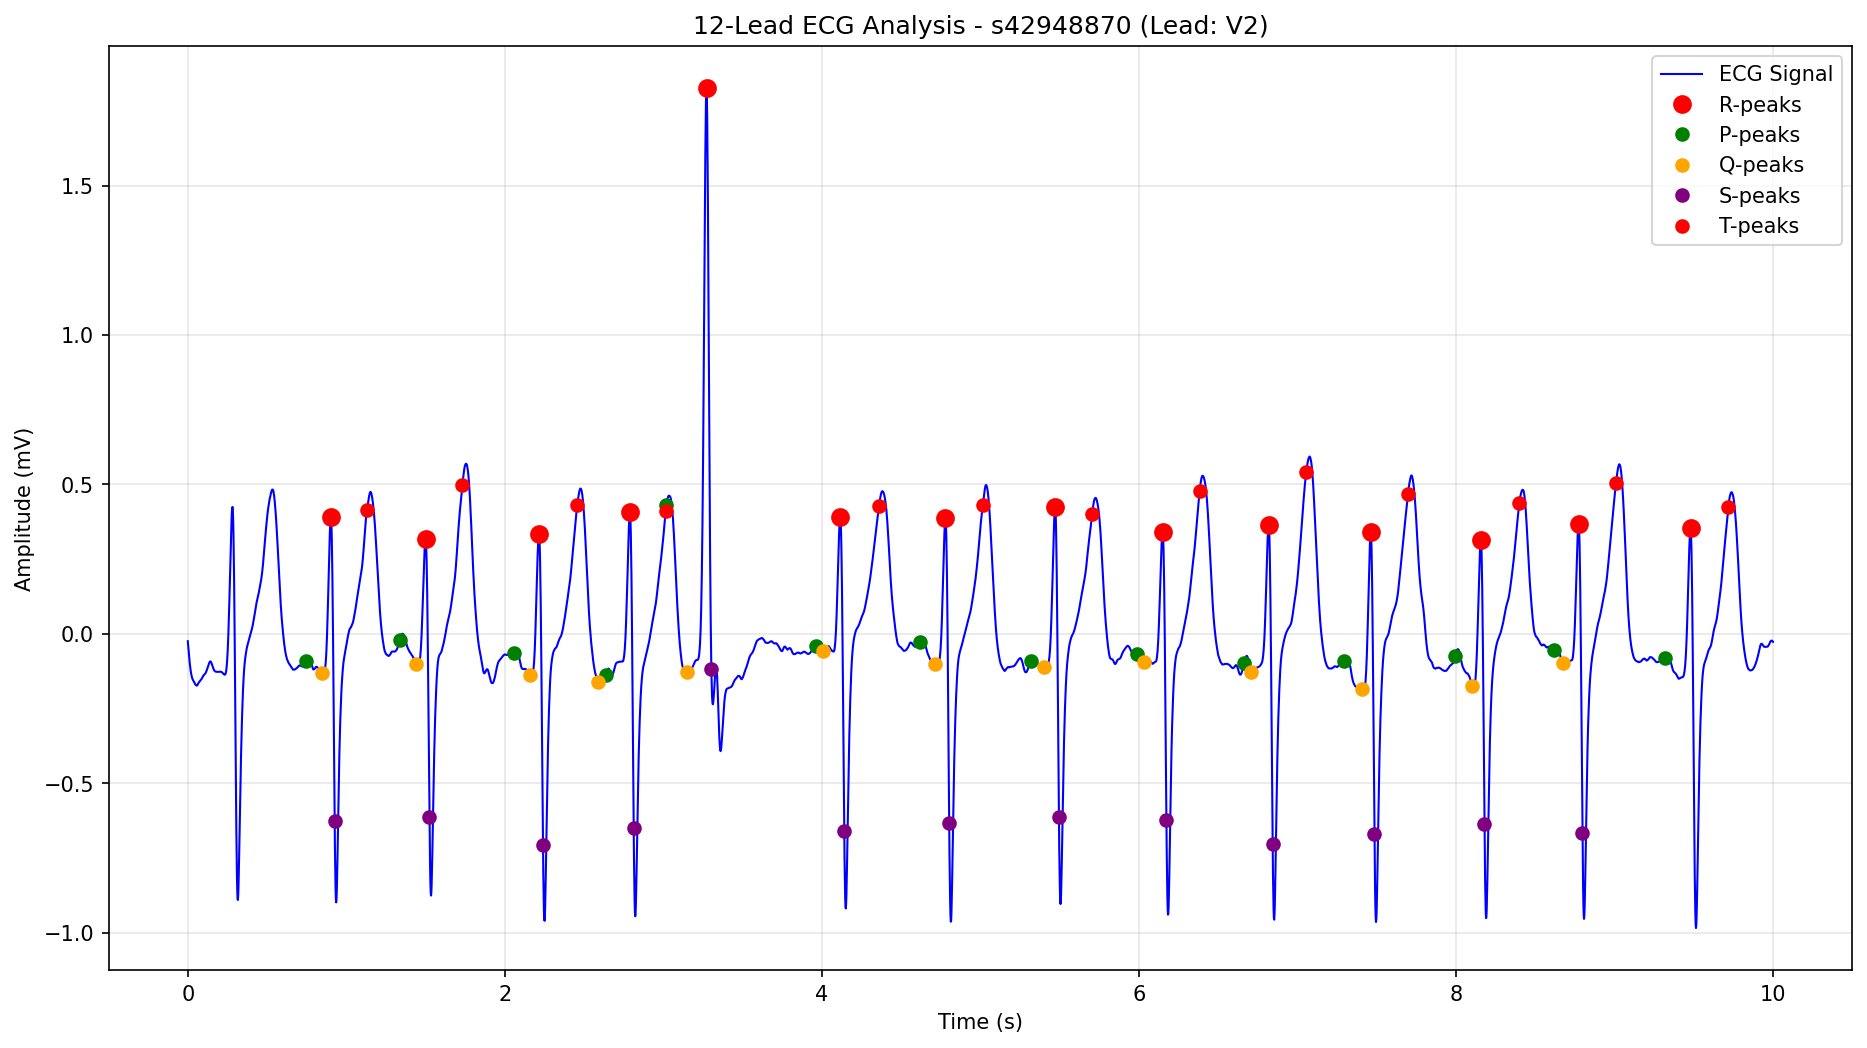 12-Lead ECG Analysis - s42948870 (Lead: V2)
ECG Signal
R-peaks
P-peaks
Q-peaks
S-peaks
T-peaks
Amplitude (mV)
1.5
1.0
0.5
0.0
−0.5
−1.0
0 2 4 6 8 10
Time (s)